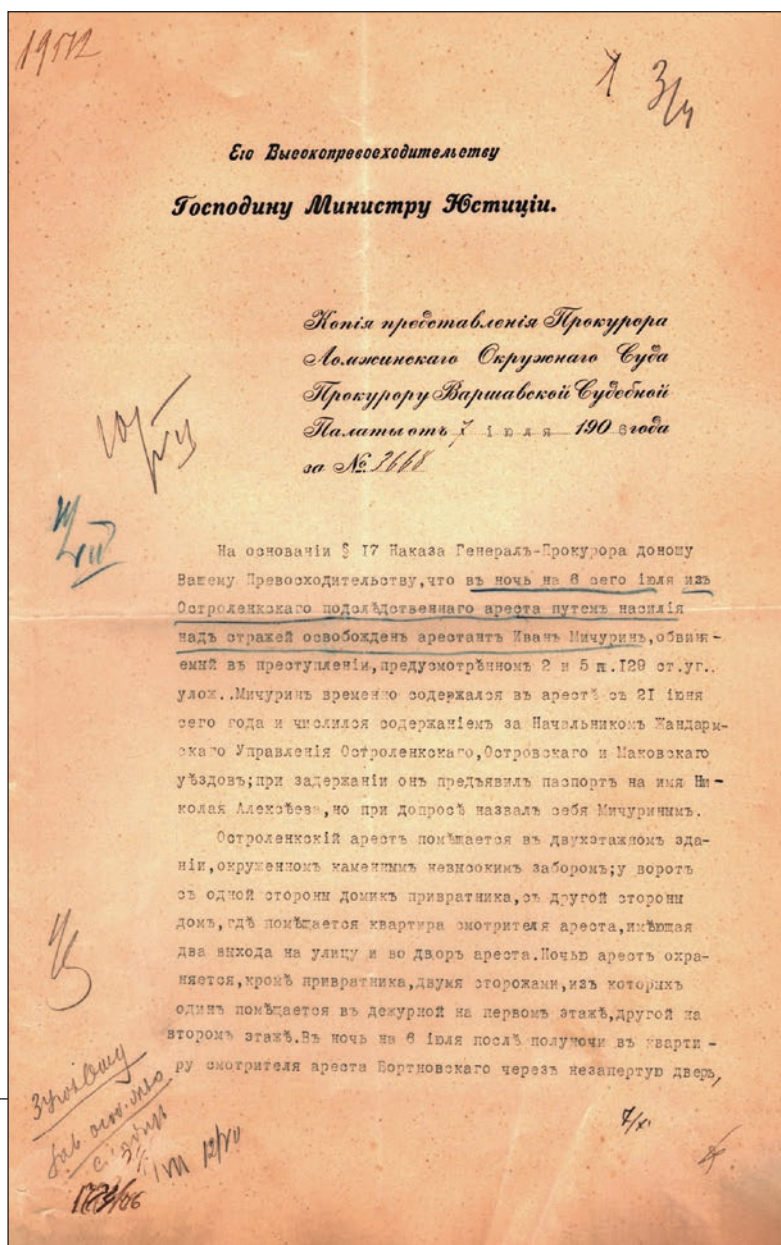 19512
1 3/4
Его Высокопревосходительству
Господину Министру Юстиціи.
Копія представленія Прокурора
Ломжинскаго Окружнаго Суда
Прокурору Варшавской Судебной
Палаты отъ 7 іюля 1906 года
за № 3668
На основаніи § 17 Наказа Генералъ-Прокурора доношу
Вашему Превосходительству,что въ ночь на 6 сего іюля изъ
Остроленкскаго подслѣдственнаго ареста путемъ насилія
надъ стражей освобожденъ арестантъ Иванъ Мичуринъ,обвиня-
емый въ преступленіи,предусмотрѣнномъ 2 и 5 п.129 ст.уг..
улож..Мичуринъ временно содержался въ арестѣ съ 21 іюня
сего года и числился содержаніемъ за Начальникомъ Жандарм-
скаго Управленія Остроленкскаго,Островскаго и Маковскаго
уѣздовъ;при задержаніи онъ предъявилъ паспортъ на имя Ни-
колая Алексѣева,но при допросѣ назвалъ себя Мичуринымъ.
Остроленкскій арестъ помѣщается въ двухэтажномъ зда-
ніи,окруженномъ каменнымъ невысокимъ заборомъ;у воротъ
съ одной стороны домикъ привратника,съ другой стороны
домъ,гдѣ помѣщается квартира смотрителя ареста,имѣющая
два выхода на улицу и во дворъ ареста.Ночью арестъ охра-
няется,кромѣ привратника,двумя сторожами,изъ которыхъ
одинъ помѣщается въ дежурной на первомъ этажѣ,другой на
второмъ этажѣ.Въ ночь на 6 іюля послѣ полуночи въ кварти-
ру смотрителя ареста Бортновскаго черезъ незапертую дверь,
7/x